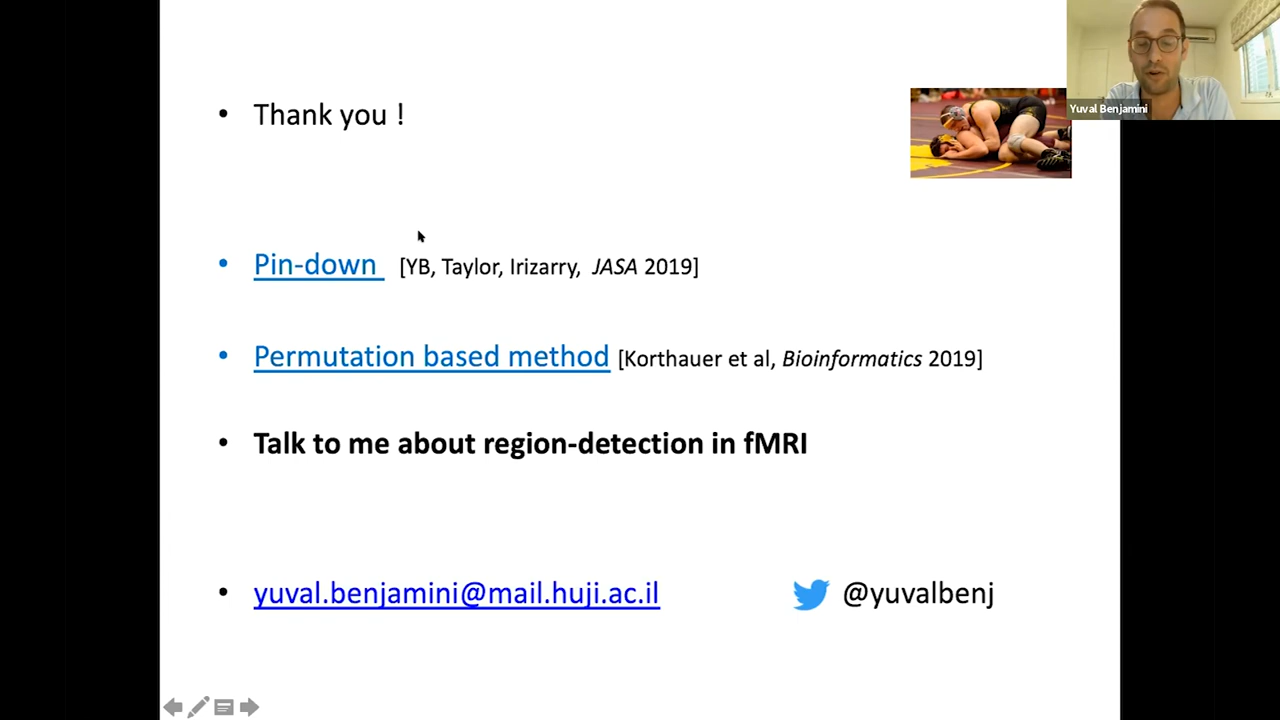 Thank you !
Yuval Benjamini
Pin-down [YB, Taylor, Irizarry, JASA 2019]
Permutation based method [Korthauer et al, Bioinformatics 2019]
Talk to me about region-detection in fMRI
yuval.benjamini@mail.huji.ac.il @yuvalbenj